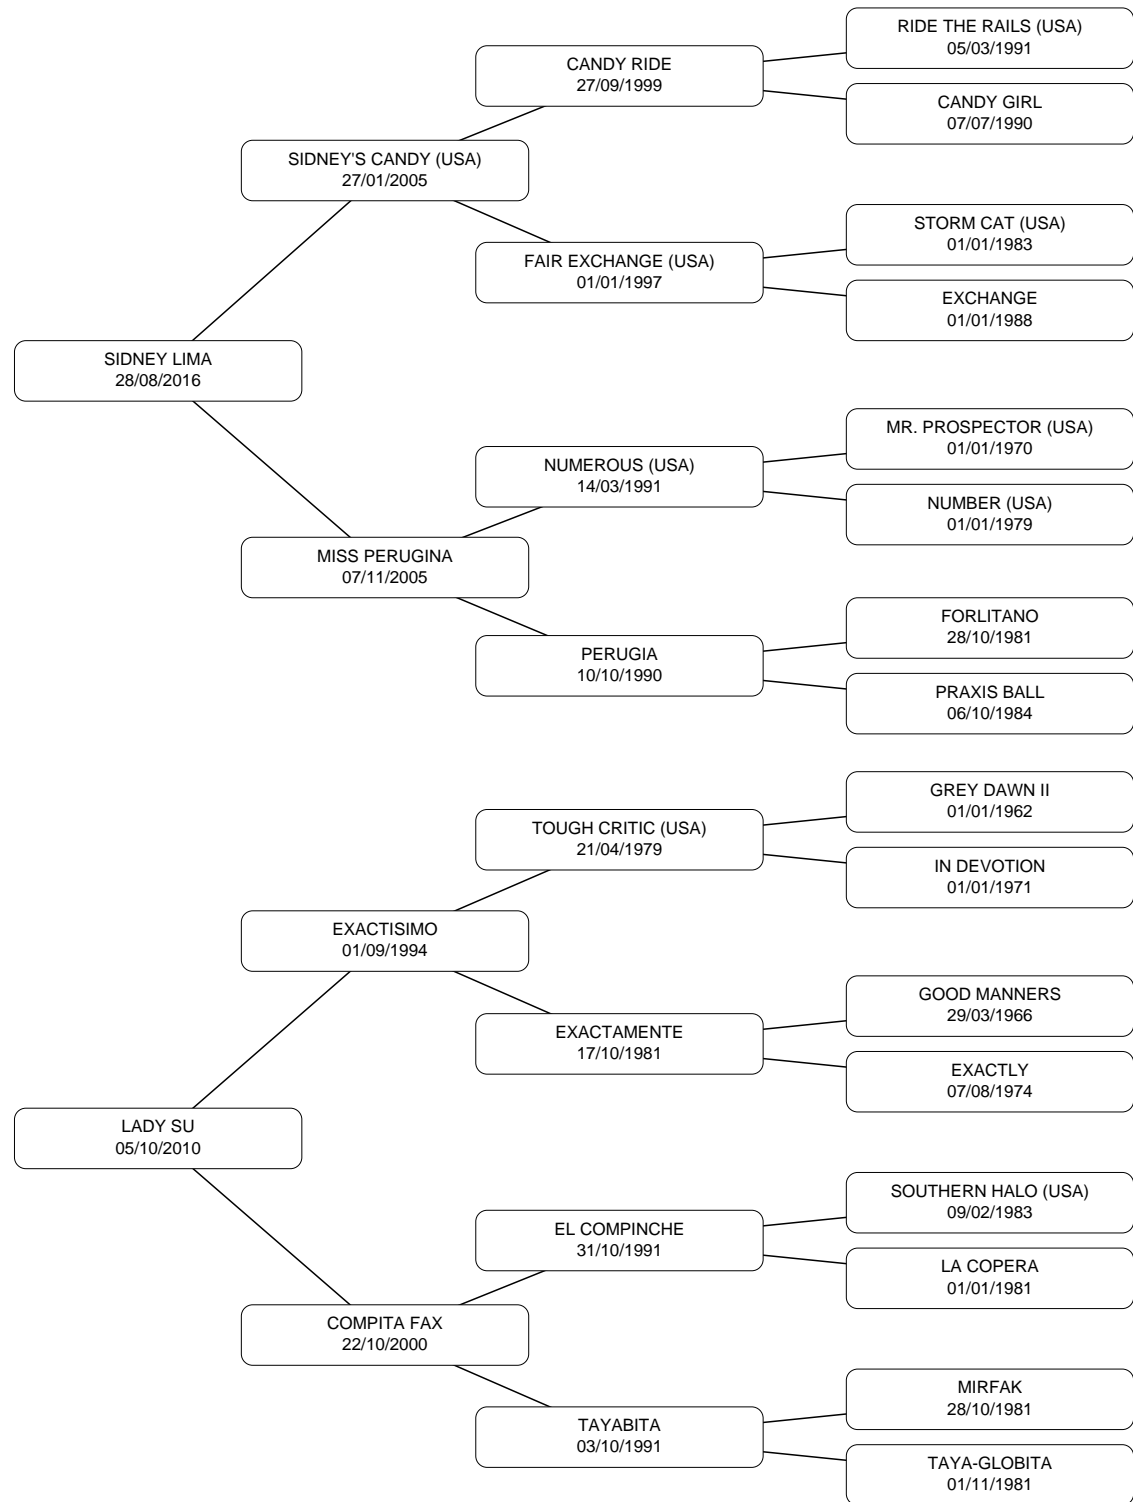 RIDE THE RAILS (USA)
05/03/1991
CANDY RIDE
27/09/1999
CANDY GIRL
07/07/1990
SIDNEY'S CANDY (USA)
27/01/2005
STORM CAT (USA)
01/01/1983
FAIR EXCHANGE (USA)
01/01/1997
EXCHANGE
01/01/1988
SIDNEY LIMA
28/08/2016
MR. PROSPECTOR (USA)
01/01/1970
NUMEROUS (USA)
14/03/1991
NUMBER (USA)
01/01/1979
MISS PERUGINA
07/11/2005
FORLITANO
28/10/1981
PERUGIA
10/10/1990
PRAXIS BALL
06/10/1984
GREY DAWN II
01/01/1962
TOUGH CRITIC (USA)
21/04/1979
IN DEVOTION
01/01/1971
EXACTISIMO
01/09/1994
GOOD MANNERS
29/03/1966
EXACTAMENTE
17/10/1981
EXACTLY
07/08/1974
LADY SU
05/10/2010
SOUTHERN HALO (USA)
09/02/1983
EL COMPINCHE
31/10/1991
LA COPERA
01/01/1981
COMPITA FAX
22/10/2000
MIRFAK
28/10/1981
TAYABITA
03/10/1991
TAYA-GLOBITA
01/11/1981